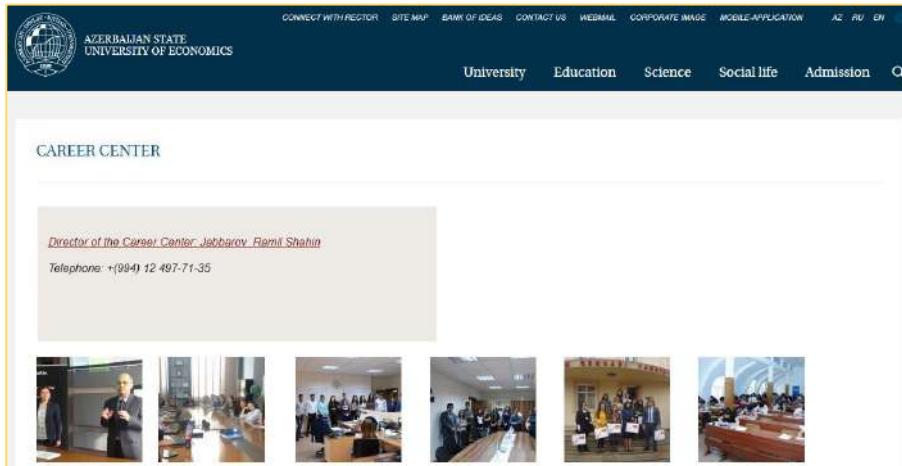 CONNECT WITH RECTOR SITE MAP BANK OF IDEAS CONTACT US WEBMAIL CORPORATE IMAGE MOBILE-APPLICATION AZ RU EN
AZERBAIJAN STATE
UNIVERSITY OF ECONOMICS
University Education Science Social life Admission
CAREER CENTER
Director of the Career Center: Jabbarov Ramil Shahin
Telephone: +(994) 12 497-71-35